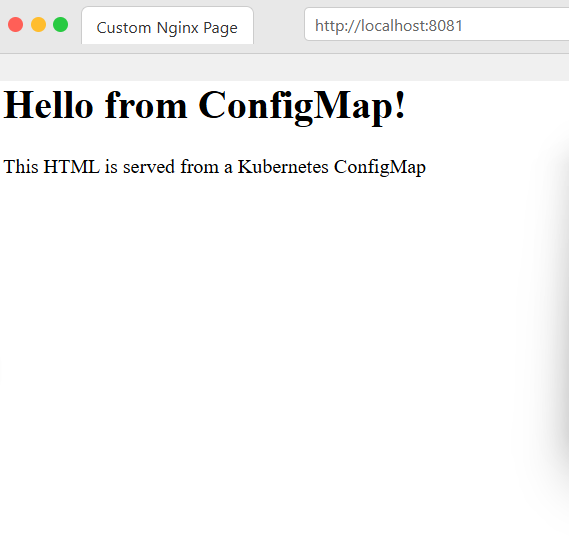 Custom Nginx Page
http://localhost:8081
Hello from ConfigMap!
This HTML is served from a Kubernetes ConfigMap